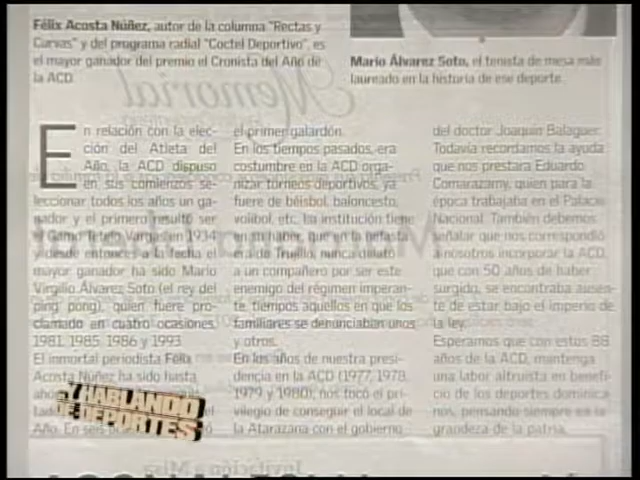 Félix Acosta Núñez, autor de la columna "Rectas y
Curvas" y del programa radial "Coctel Deportivo", es
el mayor ganador del premio el Cronista del Año de
la ACD.
Mario Álvarez Soto, el tenista de mesa más
laureado en la historia de ese deporte.
Memorial
En relación con la elec-
ción del Atleta del
Año, la ACD dispuso
en sus comienzos se-
leccionar todos los años un ga-
nador y el primero resultó ser
Vargas en 1934
y desde entonces a la fecha el
mayor ganador ha sido Mario
Virgilio Álvarez Soto (el rey del
ping pong), quien fuere pro-
clamado en cuatro ocasiones
1981, 1985, 1986 y 1993.
El inmortal periodista Félix
Acosta Núñez ha sido hasta
Año. En
el primer galardón.
En los tiempos pasados, era
costumbre en la ACD orga-
nizar torneos deportivos, ya
fuere de béisbol, baloncesto,
volibol, etc. La institución tiene
en su haber, que en la nefasta
era de Trujillo, nunca delató
a un compañero por ser este
enemigo del régimen imperan-
te, tiempos aquellos en que los
familiares se denunciaban unos
y otros.
En los años de nuestra presi-
dencia en la ACD (1977, 1978,
1979 y 1980), nos tocó el pri-
vilegio de conseguir el local de
la Atarazana con el gobierno
del doctor Joaquín Balaguer.
Todavía recordamos la ayuda
que nos prestara Eduardo
Comarazamy, quien para la
época trabajaba en el Palacio
Nacional. También debemos
señalar que nos correspondió
a nosotros incorporar la ACD,
que con 50 años de haber
surgido, se encontraba ausen-
te de estar bajo el imperio de
la ley.
Esperamos que con estos 88
años de la ACD, mantenga
una labor altruista en benefi-
cio de los deportes dominica-
nos, pensando siempre en la
grandeza de la patria.
Y HABLANDO
DE DEPORTES
Invitación a Misa